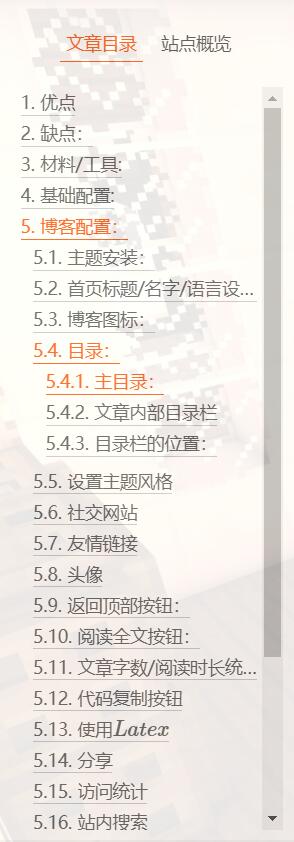 文章目录 站点概览
1. 优点
2. 缺点：
3. 材料/工具:
4. 基础配置:
5. 博客配置：
5.1. 主题安装：
5.2. 首页标题/名字/语言设...
5.3. 博客图标：
5.4. 目录：
5.4.1. 主目录：
5.4.2. 文章内部目录栏
5.4.3. 目录栏的位置：
5.5. 设置主题风格
5.6. 社交网站
5.7. 友情链接
5.8. 头像
5.9. 返回顶部按钮：
5.10. 阅读全文按钮：
5.11. 文章字数/阅读时长统...
5.12. 代码复制按钮
5.13. 使用Latex
5.14. 分享
5.15. 访问统计
5.16. 站内搜索